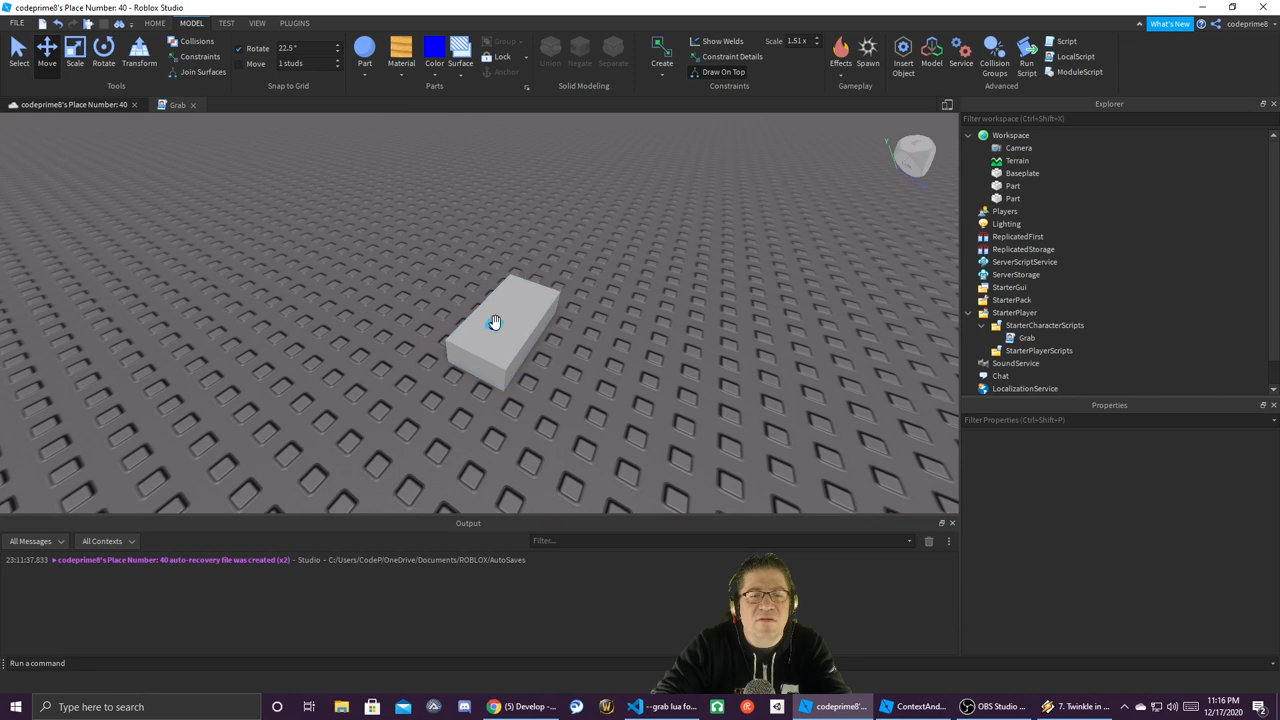 codeprime8's Place Number: 40 - Roblox Studio
FILE HOME MODEL TEST VIEW PLUGINS What's New codeprime8
Select Move Scale Rotate Transform
Collisions
Constraints
Join Surfaces
Tools
Rotate 22.5°
Move 1 studs
Snap to Grid
Part Material Color Surface
Group
Lock
Anchor
Parts
Union Negate Separate
Solid Modeling
Create
Show Welds Scale 1.51 x
Constraint Details
Draw On Top
Constraints
Effects Spawn
Gameplay
Insert Object Model Service Collision Groups Run Script
Script
LocalScript
ModuleScript
Advanced
codeprime8's Place Number: 40 Grab
Y
Explorer
Filter workspace (Ctrl+Shift+X)
Workspace
Camera
Terrain
Baseplate
Part
Part
Players
Lighting
ReplicatedFirst
ReplicatedStorage
ServerScriptService
ServerStorage
StarterGui
StarterPack
StarterPlayer
StarterCharacterScripts
Grab
StarterPlayerScripts
SoundService
Chat
LocalizationService
Properties
Filter Properties (Ctrl+Shift+P)
Output
All Messages All Contexts Filter...
23:11:37.833 codeprime8's Place Number: 40 auto-recovery file was created (x2) - Studio - C:/Users/CodeP/OneDrive/Documents/ROBLOX/AutoSaves
Run a command
Type here to search
(5) Develop -...
--grab lua fo...
codeprime8'...
ContextAnd...
OBS Studio ...
7. Twinkle in ...
11:16 PM
12/17/2020
2